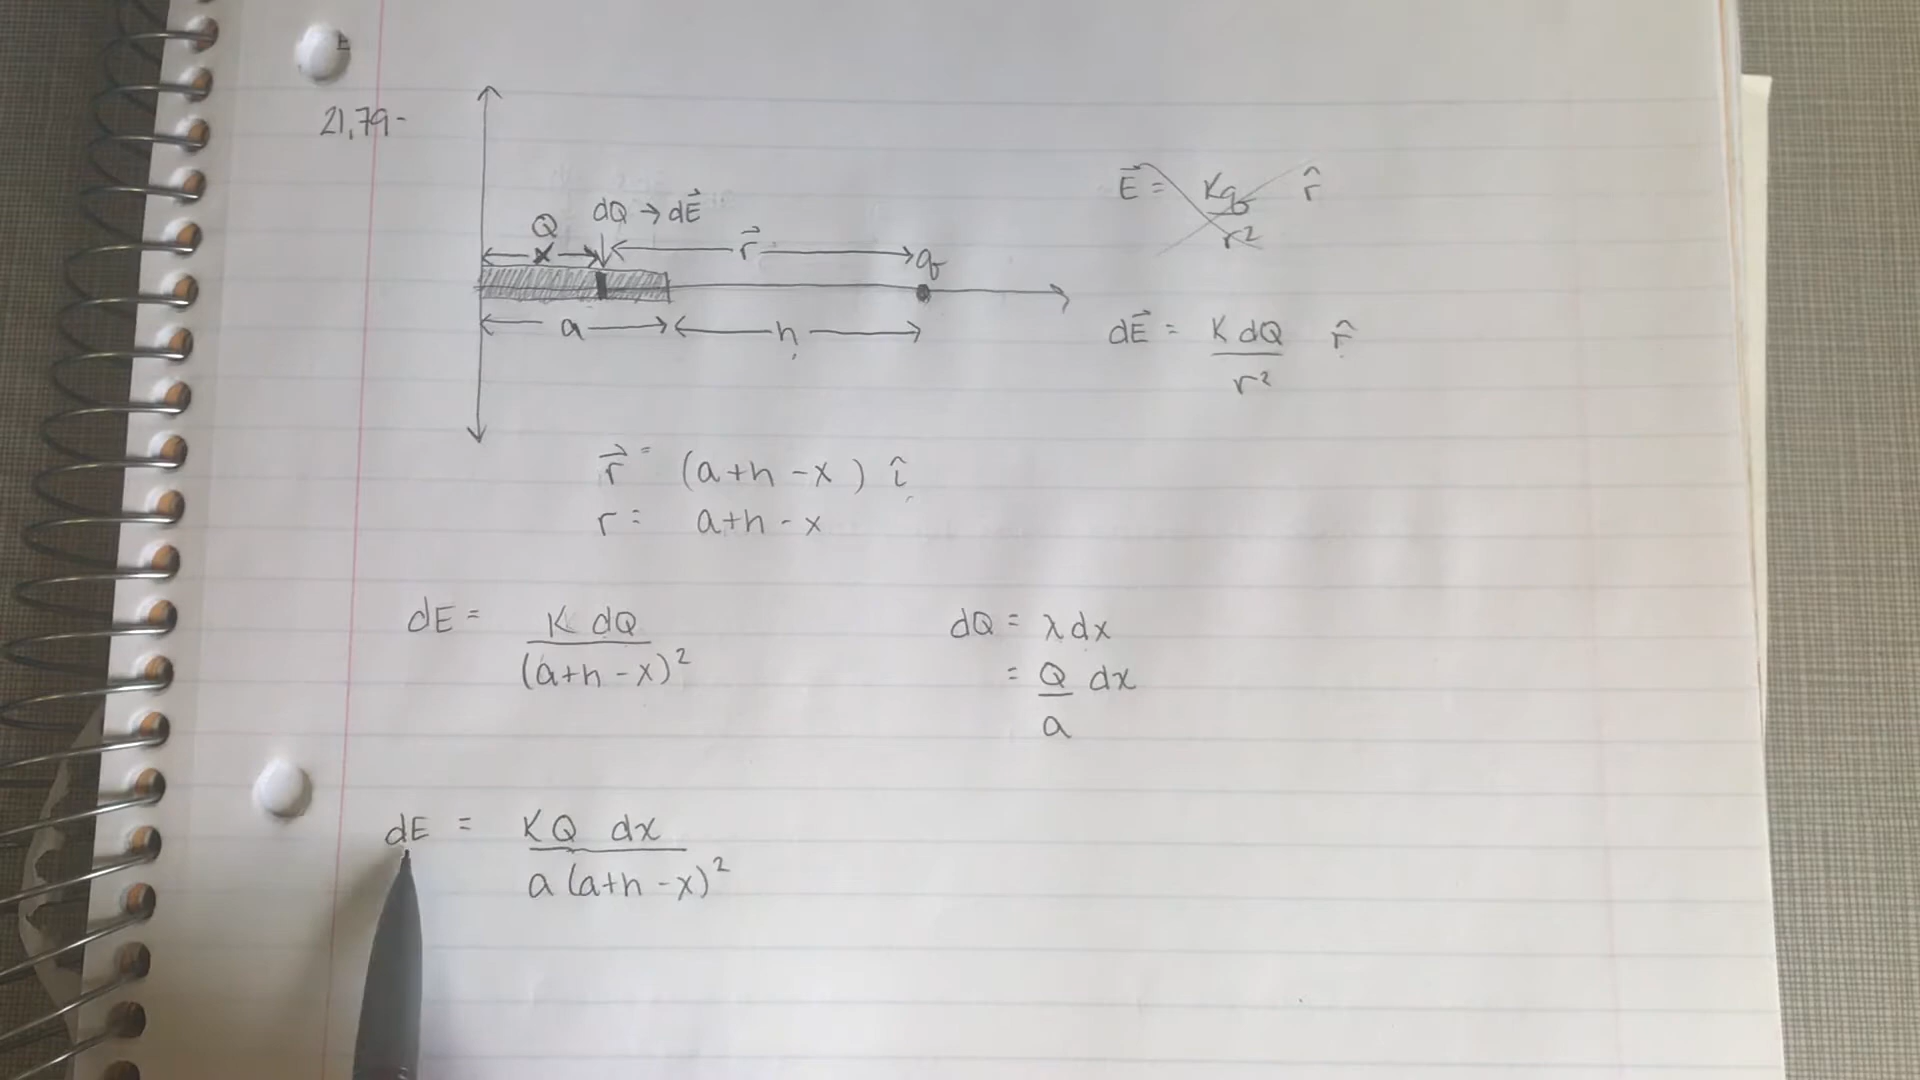 21.79-
Q dQ → dE⃗
x r⃗ q
a h
E⃗ = Kq/r² r̂
dE⃗ = K dQ/r² r̂
r⃗ = (a+h-x) î
r = a+h-x
dE = K dQ/(a+h-x)²
dQ = λdx
= Q/a dx
dE = KQ dx/a(a+h-x)²